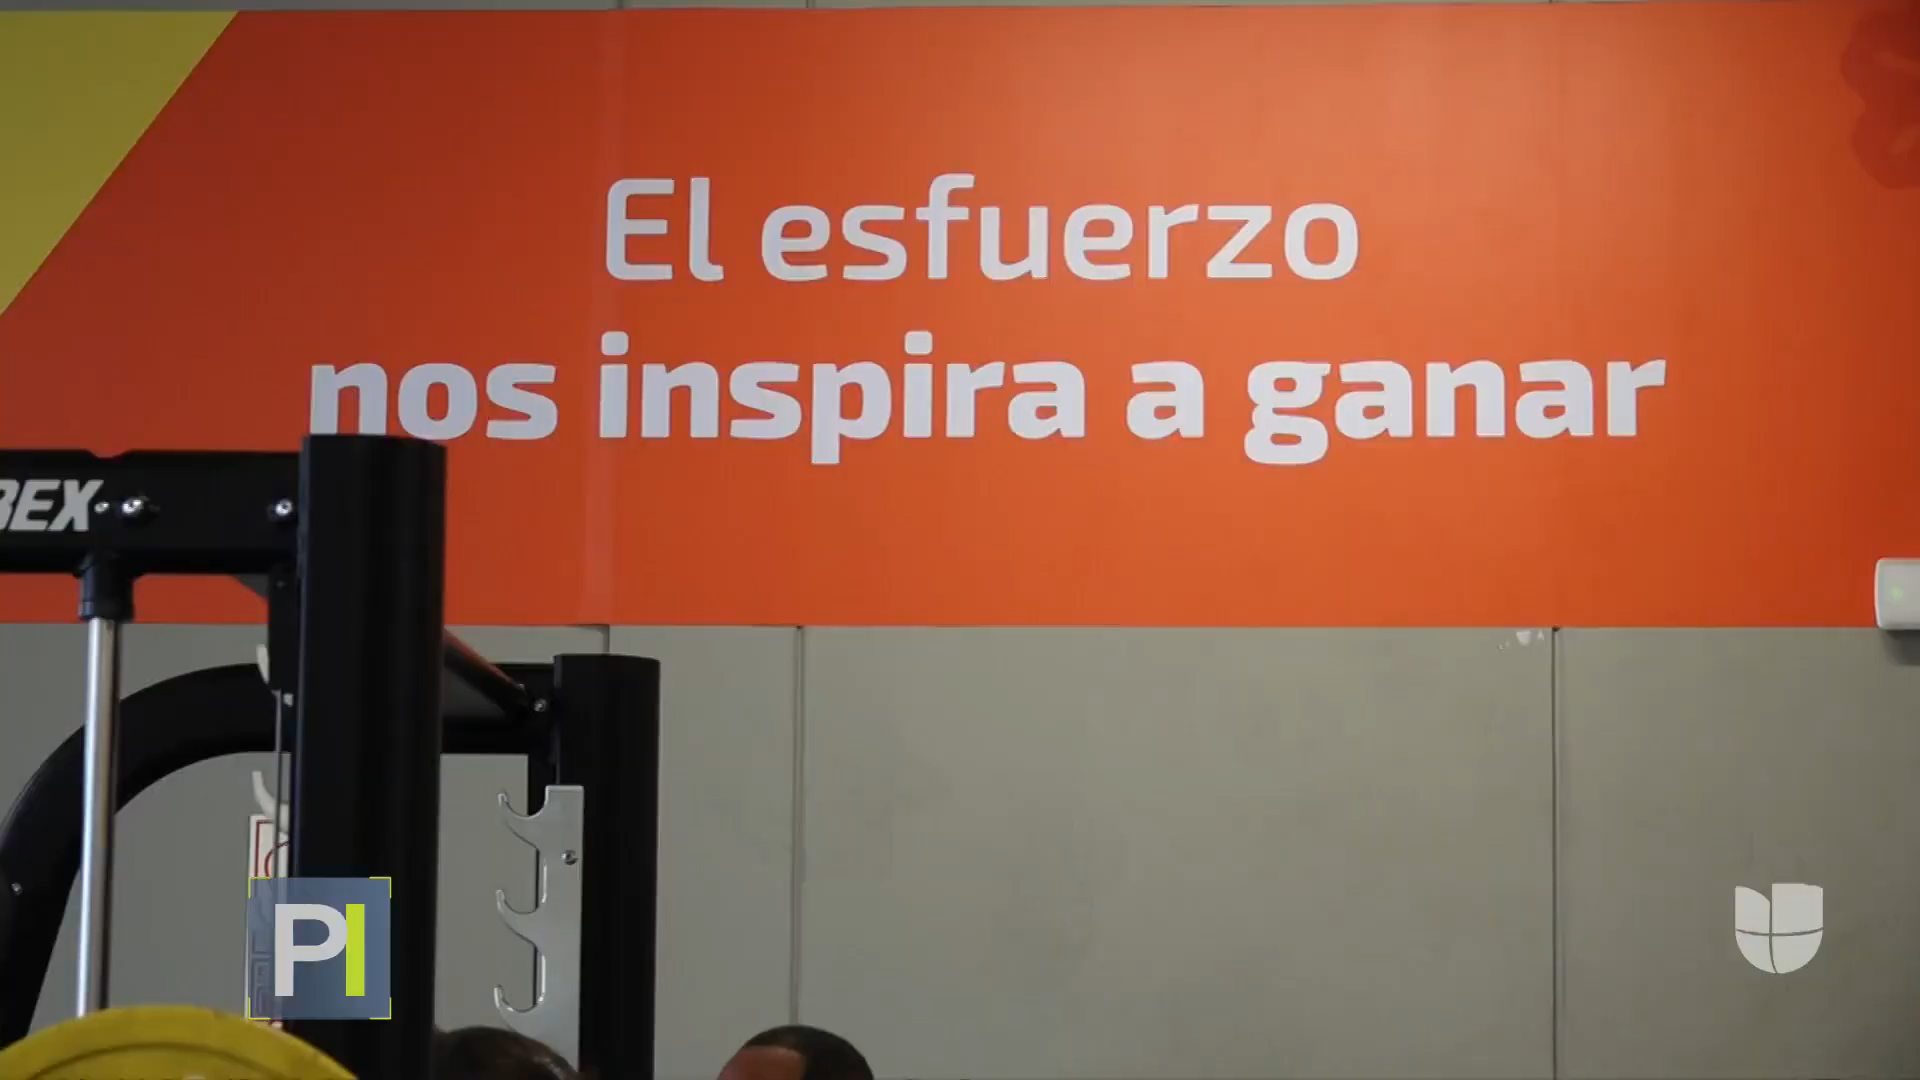 El esfuerzo
nos inspira a ganar
BEX
PI